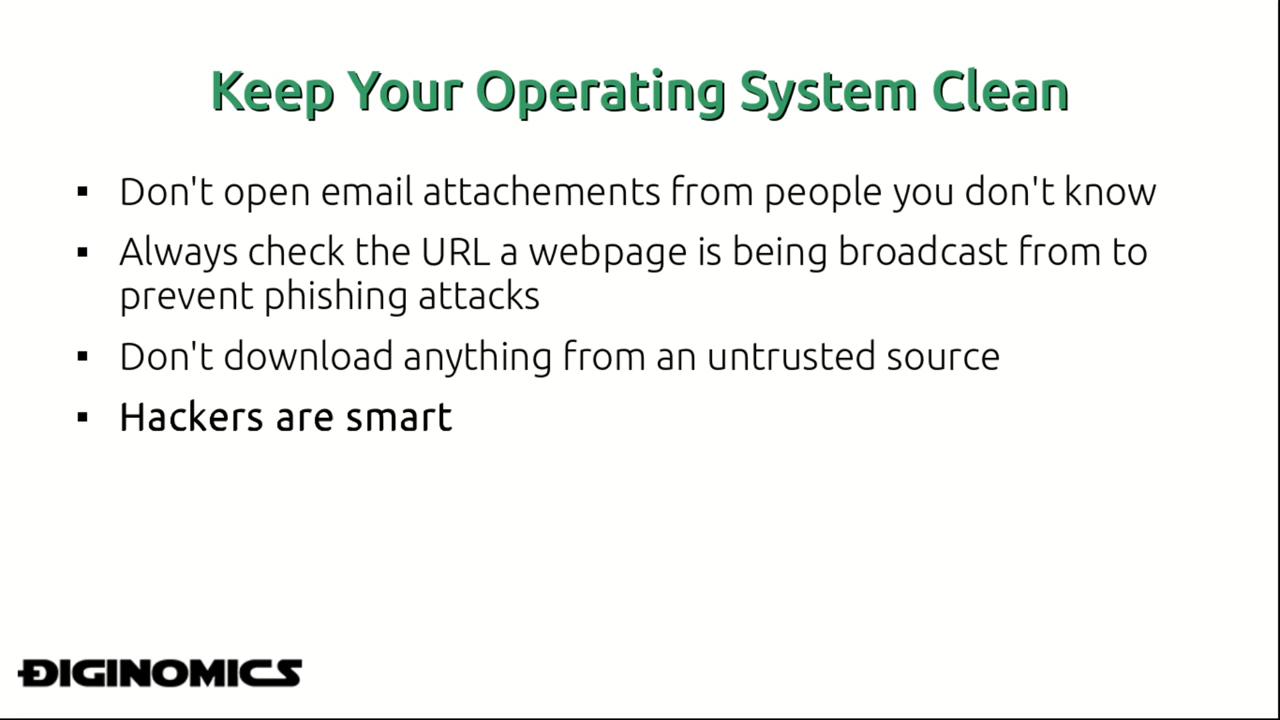 Keep Your Operating System Clean
Don't open email attachements from people you don't know
Always check the URL a webpage is being broadcast from to
prevent phishing attacks
Don't download anything from an untrusted source
Hackers are smart
ĐIGINOMICS